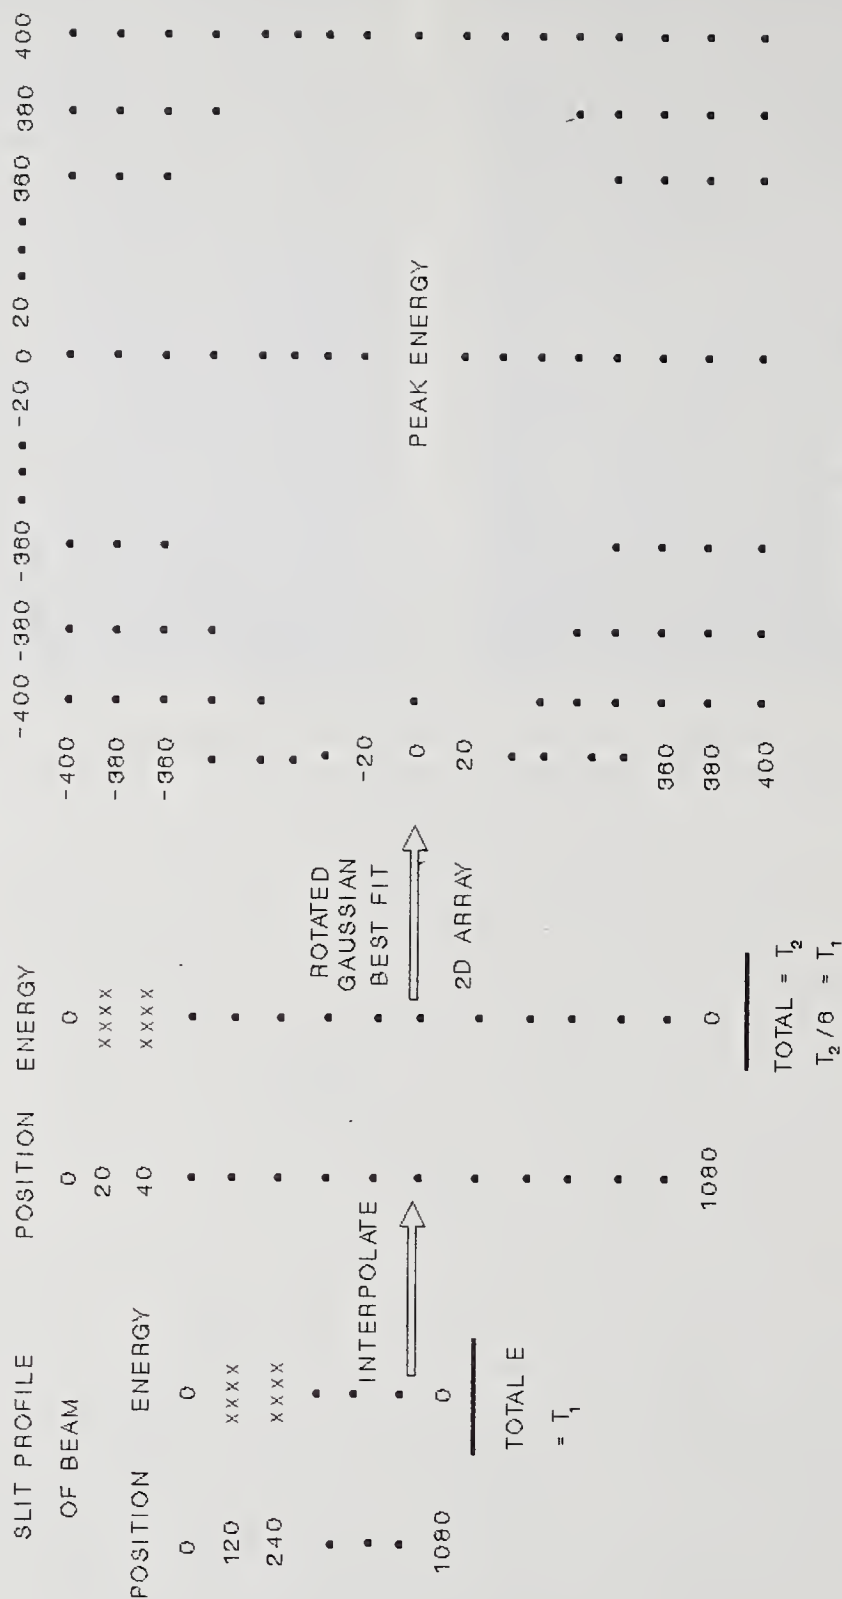 SLIT PROFILE
OF BEAM
POSITION ENERGY
0 0
120 XXXX
240 XXXX
1080 0
TOTAL E
= T₁
INTERPOLATE
POSITION ENERGY
0 0
20 XXXX
40 XXXX
1080 0
TOTAL = T₂
T₂/6 = T₁
ROTATED
GAUSSIAN
BEST FIT
2D ARRAY
-400 -380 -360 -20 0 20 360 380 400
-400
-380
-360
-20
0
20
360
380
400
PEAK ENERGY